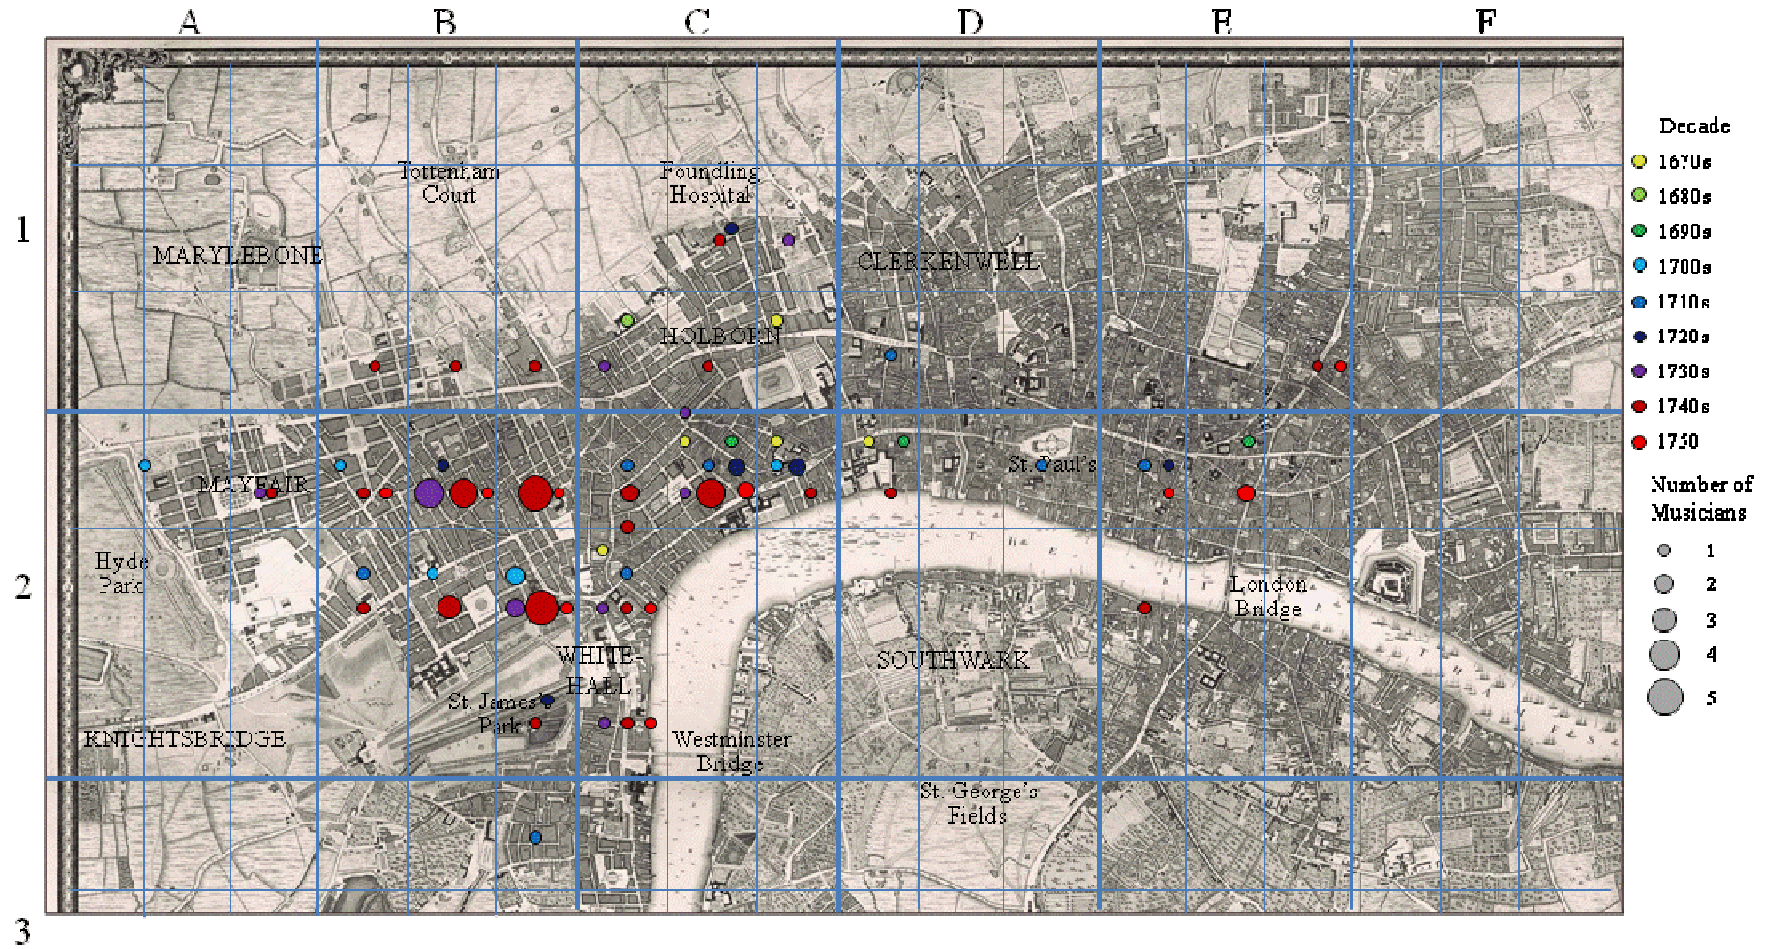 A B C D E F
Decade
1670s
1680s
1690s
1700s
1710s
1720s
1730s
1740s
1750
Number of
Musicians
1
2
3
4
5
1
2
3
Tottenham
Court
Foundling
Hospital
MARYLEBONE
CLERKENWELL
HOLBORN
MAYFAIR
St. Paul's
Hyde
Park
London
Bridge
WHITE-
HALL
SOUTHWARK
St. James's
Park
KNIGHTSBRIDGE
Westminster
Bridge
St. George's
Fields